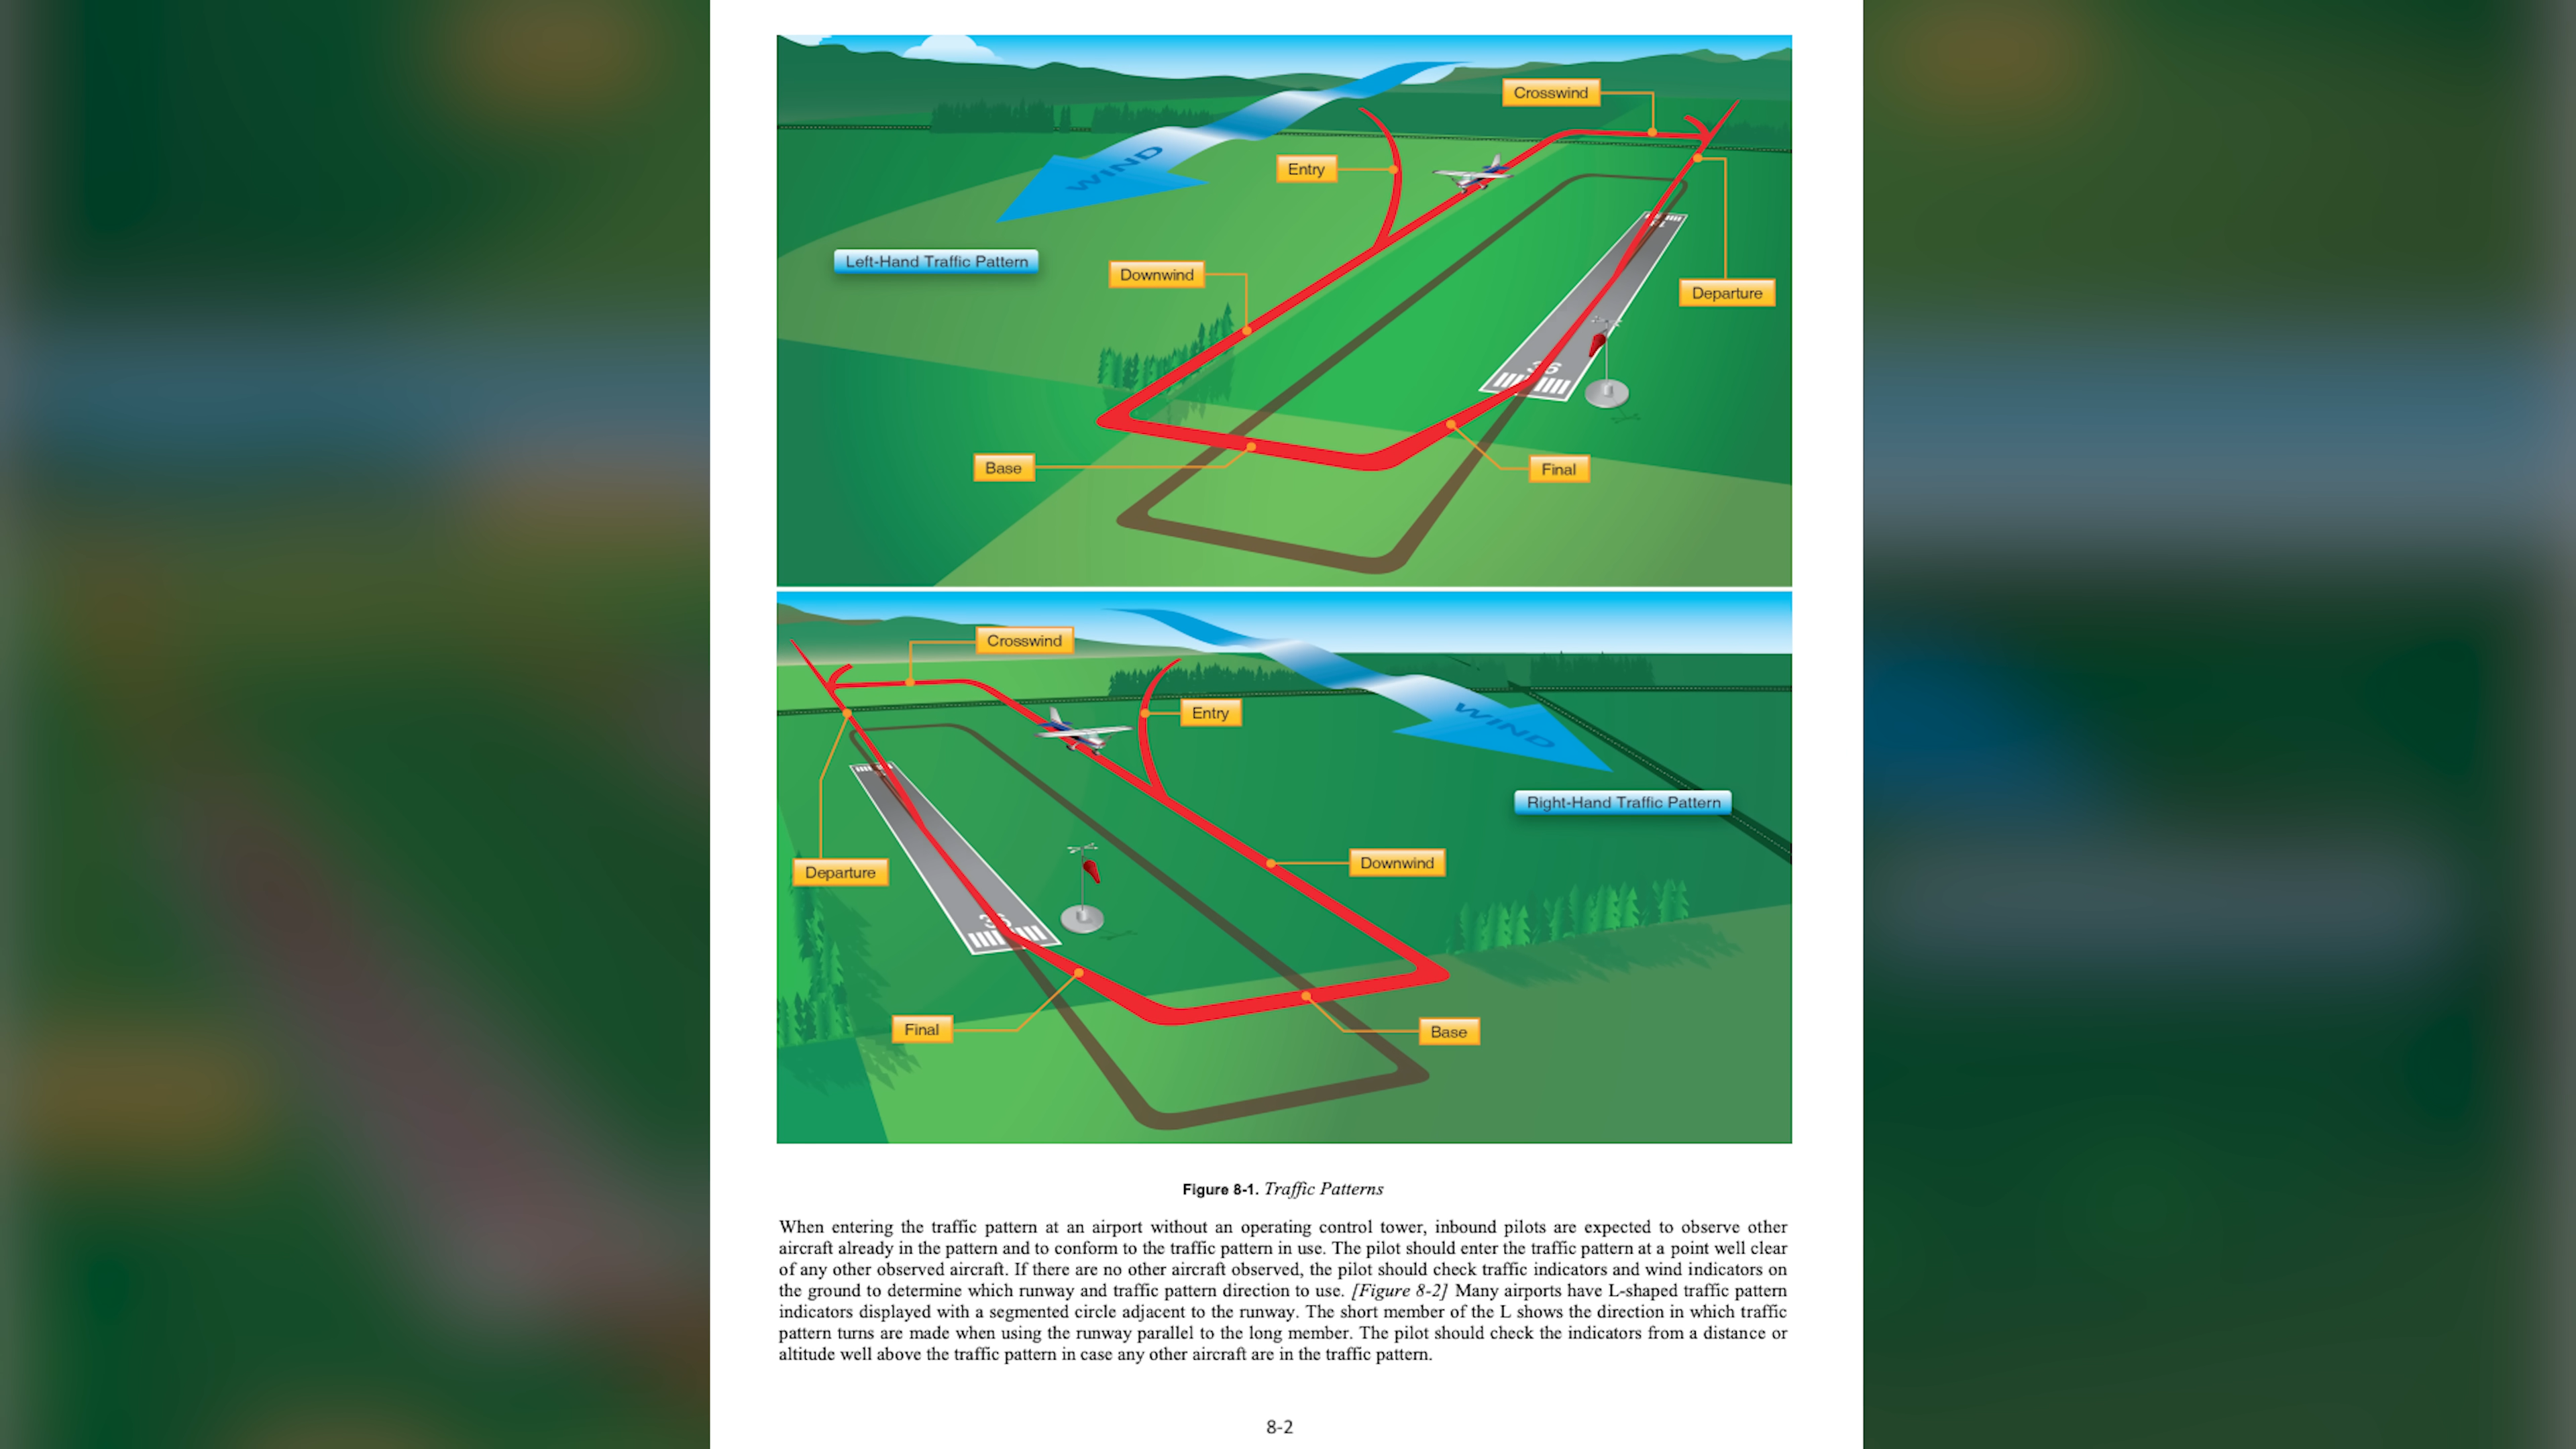 Crosswind
WIND
Entry
Left-Hand Traffic Pattern
Downwind
Departure
36
Base
Final
Crosswind
Entry
WIND
Right-Hand Traffic Pattern
Downwind
Departure
36
Final
Base
Figure 8-1. Traffic Patterns
When entering the traffic pattern at an airport without an operating control tower, inbound pilots are expected to observe other
aircraft already in the pattern and to conform to the traffic pattern in use. The pilot should enter the traffic pattern at a point well clear
of any other observed aircraft. If there are no other aircraft observed, the pilot should check traffic indicators and wind indicators on
the ground to determine which runway and traffic pattern direction to use. [Figure 8-2] Many airports have L-shaped traffic pattern
indicators displayed with a segmented circle adjacent to the runway. The short member of the L shows the direction in which traffic
pattern turns are made when using the runway parallel to the long member. The pilot should check the indicators from a distance or
altitude well above the traffic pattern in case any other aircraft are in the traffic pattern.
8-2